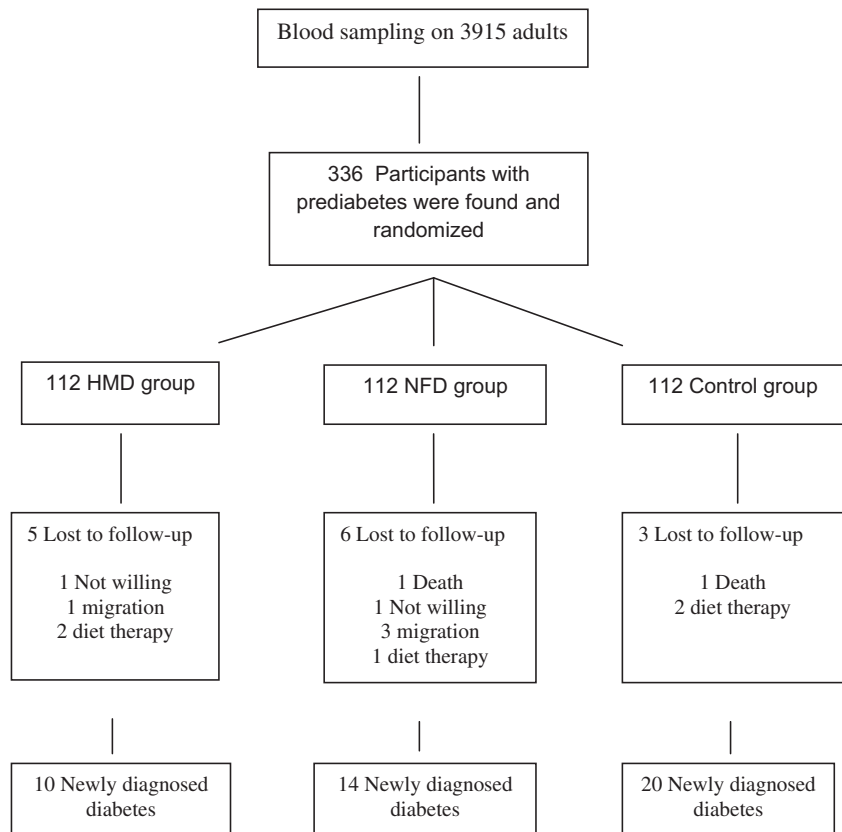 Blood sampling on 3915 adults
336 Participants with
prediabetes were found and
randomized
112 HMD group
112 NFD group
112 Control group
5 Lost to follow-up
1 Not willing
1 migration
2 diet therapy
6 Lost to follow-up
1 Death
1 Not willing
3 migration
1 diet therapy
3 Lost to follow-up
1 Death
2 diet therapy
10 Newly diagnosed
diabetes
14 Newly diagnosed
diabetes
20 Newly diagnosed
diabetes